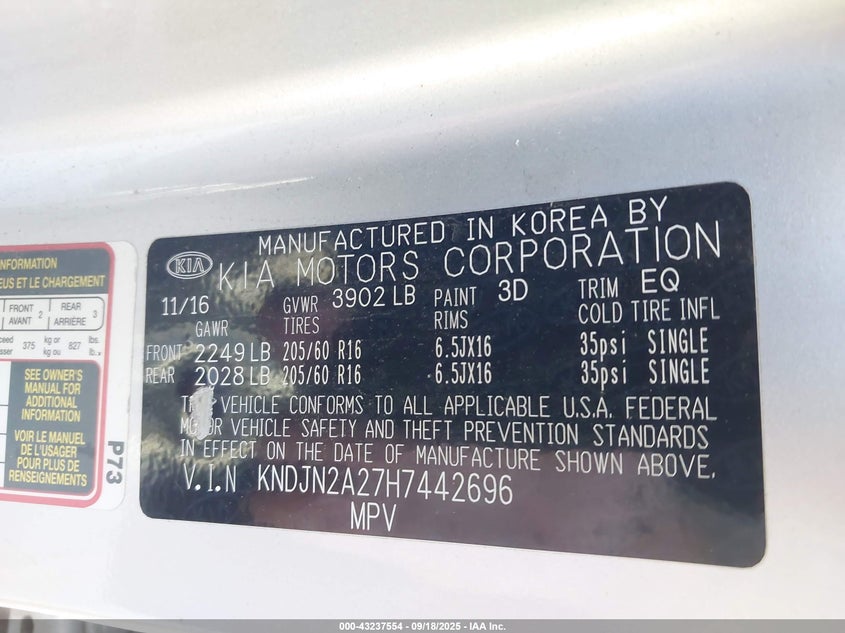 MANUFACTURED IN KOREA BY
KIA KIA MOTORS CORPORATION
11/16 GVWR 3902 LB PAINT 3D TRIM EQ
GAWR TIRES RIMS COLD TIRE INFL
FRONT 2249 LB 205/60 R16 6.5JX16 35psi SINGLE
REAR 2028 LB 205/60 R16 6.5JX16 35psi SINGLE
VEHICLE CONFORMS TO ALL APPLICABLE U.S.A. FEDERAL
VEHICLE SAFETY AND THEFT PREVENTION STANDARDS
IN EFFECT ON THE DATE OF MANUFACTURE SHOWN ABOVE.
V.I.N KNDJN2A27H7442696
MPV
INFORMATION
ET LE CHARGEMENT
FRONT AVANT 2 REAR ARRIÈRE 3
375 kg or kg ou 827 lbs. lb.
SEE OWNER'S
MANUAL FOR
ADDITIONAL
INFORMATION
VOIR LE MANUEL
DE L'USAGER
POUR PLUS DE
RENSEIGNEMENTS
P73
000-43237554 - 09/18/2025 - IAA Inc.